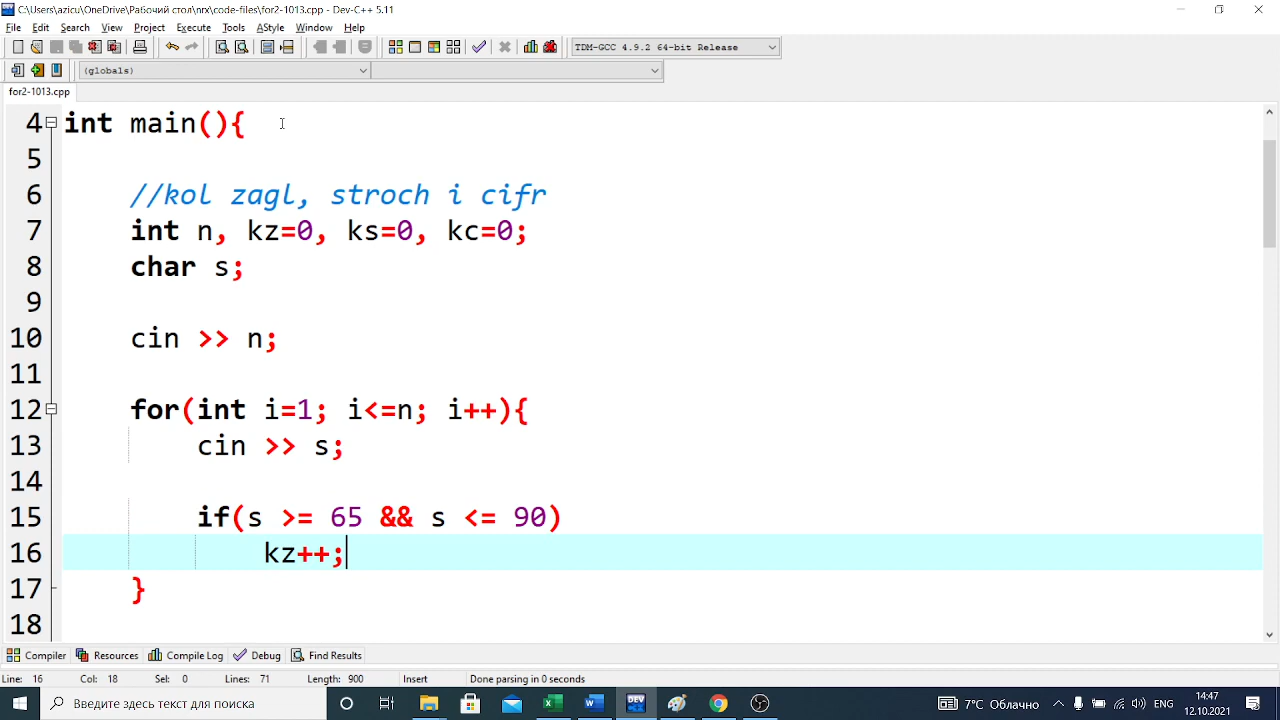 C:\Users\azicu\OneDrive\Рабочий стол\nrx\code-files\for2-1013.cpp - Dev-C++ 5.11
File Edit Search View Project Execute Tools AStyle Window Help
TDM-GCC 4.9.2 64-bit Release
(globals)
for2-1013.cpp
4 int main(){
5
6 //kol zagl, stroch i cifr
7 int n, kz=0, ks=0, kc=0;
8 char s;
9
10 cin >> n;
11
12 for(int i=1; i<=n; i++){
13 cin >> s;
14
15 if(s >= 65 && s <= 90)
16 kz++;
17 }
18
Compiler Resources Compile Log Debug Find Results
Line: 16 Col: 18 Sel: 0 Lines: 71 Length: 900 Insert Done parsing in 0 seconds
Введите здесь текст для поиска 7°C Облачно ENG 14:47
12.10.2021